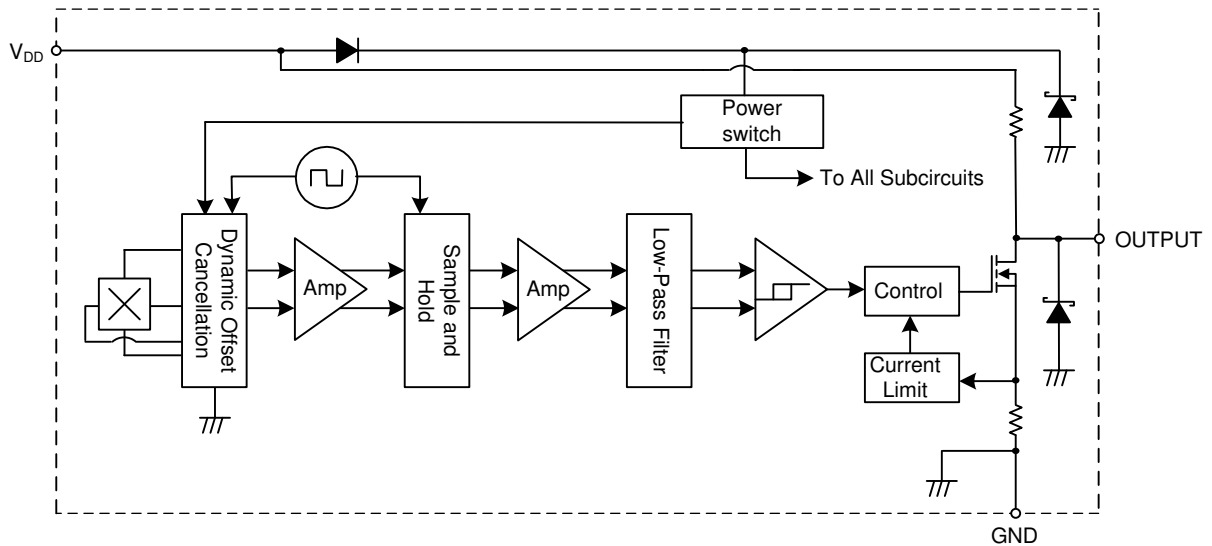 VDD
Power
switch
To All Subcircuits
OUTPUT
Dynamic Offset
Cancellation
Amp
Sample and
Hold
Amp
Low-Pass Filter
Control
Current
Limit
GND